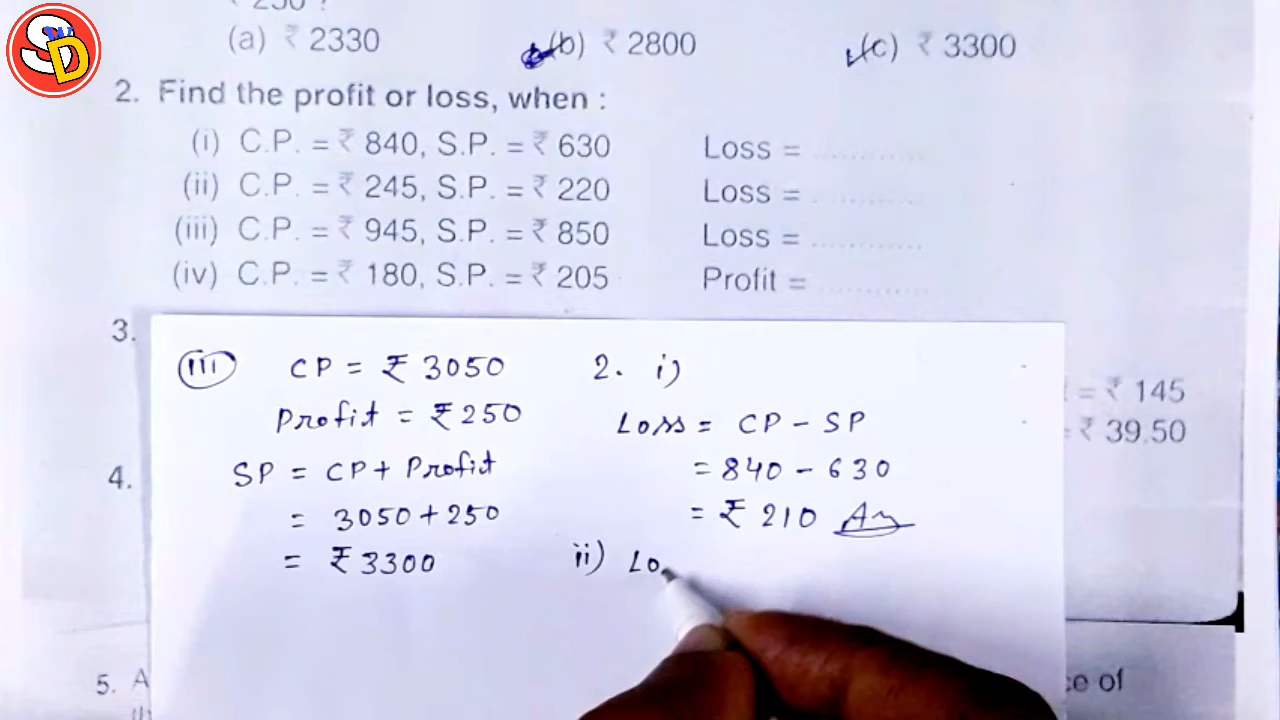 SWD
(a) ₹ 2330 (b) ₹ 2800 (c) ₹ 3300
2. Find the profit or loss, when :
(i) C.P. = ₹ 840, S.P. = ₹ 630 Loss = ............
(ii) C.P. = ₹ 245, S.P. = ₹ 220 Loss = ............
(iii) C.P. = ₹ 945, S.P. = ₹ 850 Loss = ............
(iv) C.P. = ₹ 180, S.P. = ₹ 205 Profit = ............
3.
= ₹ 145
= ₹ 39.50
4.
(III) CP = ₹ 3050
Profit = ₹ 250
SP = CP + Profit
= 3050 + 250
= ₹ 3300
2. i)
Loss = CP - SP
= 840 - 630
= ₹ 210 Ans
ii) Lo
5. A
ce of